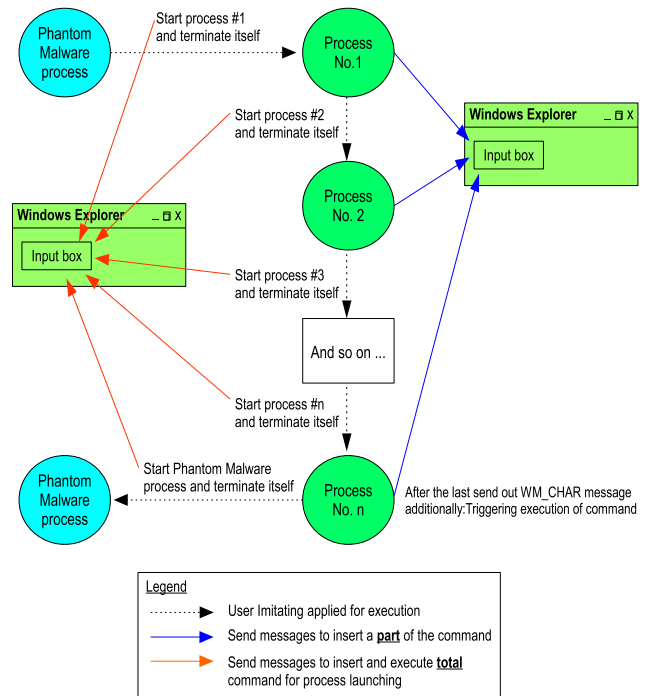 Start process #1
and terminate itself
Phantom
Malware
process
Process
No.1
Start process #2
and terminate itself
Windows Explorer _ X
Input box
Process
No. 2
Windows Explorer _ X
Input box
Start process #3
and terminate itself
And so on ...
Start process #n
and terminate itself
Start Phantom Malware
process and terminate itself
Phantom
Malware
process
Process
No. n
After the last send out WM_CHAR message
additionally:Triggering execution of command
Legend
User Imitating applied for execution
Send messages to insert a part of the command
Send messages to insert and execute total
command for process launching